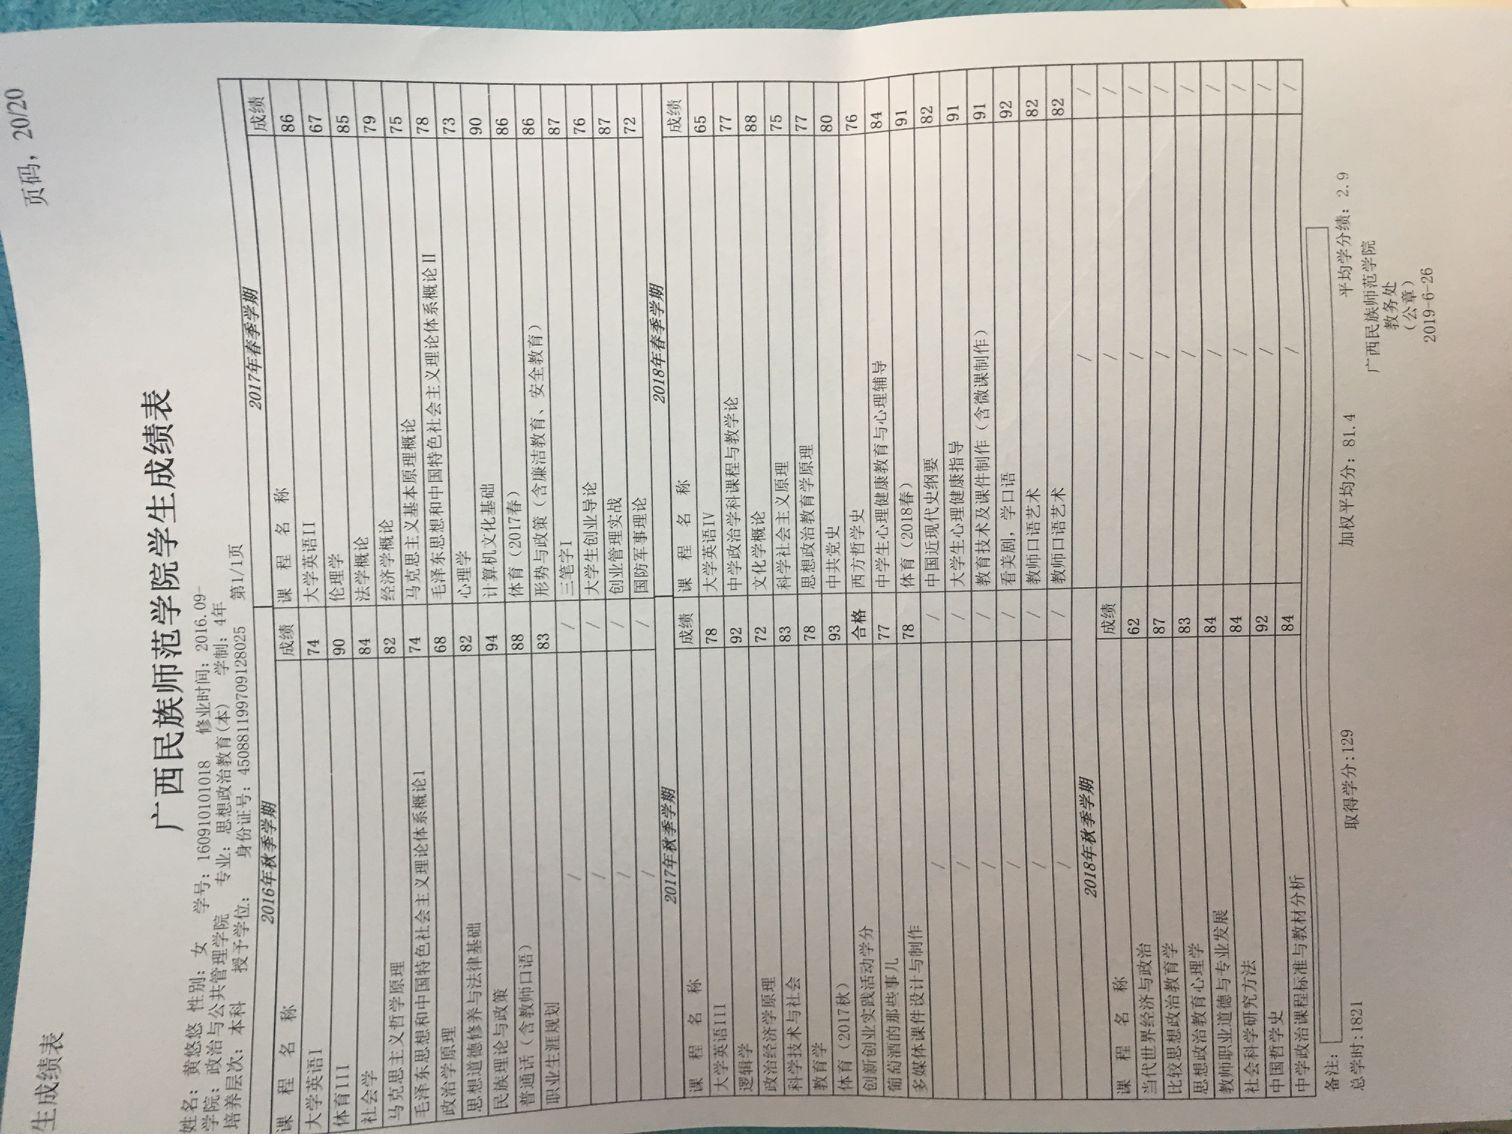 生成绩表
页码，20/20
广西民族师范学院学生成绩表
姓名：黄悠悠 性别：女 学号：160910101018 修业时间：2016.09-
学院：政治与公共管理学院 专业：思想政治教育(本) 学制：4年
培养层次：本科 授予学位： 身份证号：450881199709128025 第1/1页
2016年秋季学期 2017年春季学期
课 程 名 称 成绩 课 程 名 称 成绩
大学英语I 74 大学英语II 86
体育III 90 伦理学 67
社会学 84 法学概论 85
马克思主义哲学原理 82 经济学概论 79
毛泽东思想和中国特色社会主义理论体系概论1 74 马克思主义基本原理概论 75
政治学原理 68 毛泽东思想和中国特色社会主义理论体系概论Ⅱ 78
思想道德修养与法律基础 82 心理学 73
民族理论与政策 94 计算机文化基础 90
普通话（含教师口语） 88 体育（2017春） 86
职业生涯规划 83 形势与政策（含廉洁教育、安全教育） 86
/ / 三笔字I 87
/ / 大学生创业导论 76
/ / 创业管理实战 87
/ / 国防军事理论 72
2017年秋季学期 2018年春季学期
课 程 名 称 成绩 课 程 名 称 成绩
大学英语III 78 大学英语IV 65
逻辑学 92 中学政治学科课程与教学论 77
政治经济学原理 72 文化学概论 88
科学技术与社会 83 科学社会主义原理 75
教育学 78 思想政治教育学原理 77
体育（2017秋） 93 中共党史 80
创新创业实践活动学分 合格 西方哲学史 76
葡萄酒的那些事儿 77 中学生心理健康教育与心理辅导 84
多媒体课件设计与制作 78 体育（2018春） 91
/ / 中国近现代史纲要 82
/ / 大学生心理健康指导 91
/ / 教育技术及课件制作（含微课制作） 91
/ / 看美剧，学口语 92
/ / 教师口语艺术 82
/ / 教师口语艺术 82
2018年秋季学期 / /
课 程 名 称 成绩 / /
当代世界经济与政治 62 / /
比较思想政治教育学 87 / /
思想政治教育心理学 83 / /
教师职业道德与专业发展 84 / /
社会科学研究方法 84 / /
中国哲学史 92 / /
中学政治课程标准与教材分析 84 / /
备注：
总学时:1821 取得学分:129 加权平均分: 81.4 平均学分绩: 2.9
广西民族师范学院
教务处
（公章）
2019-6-26